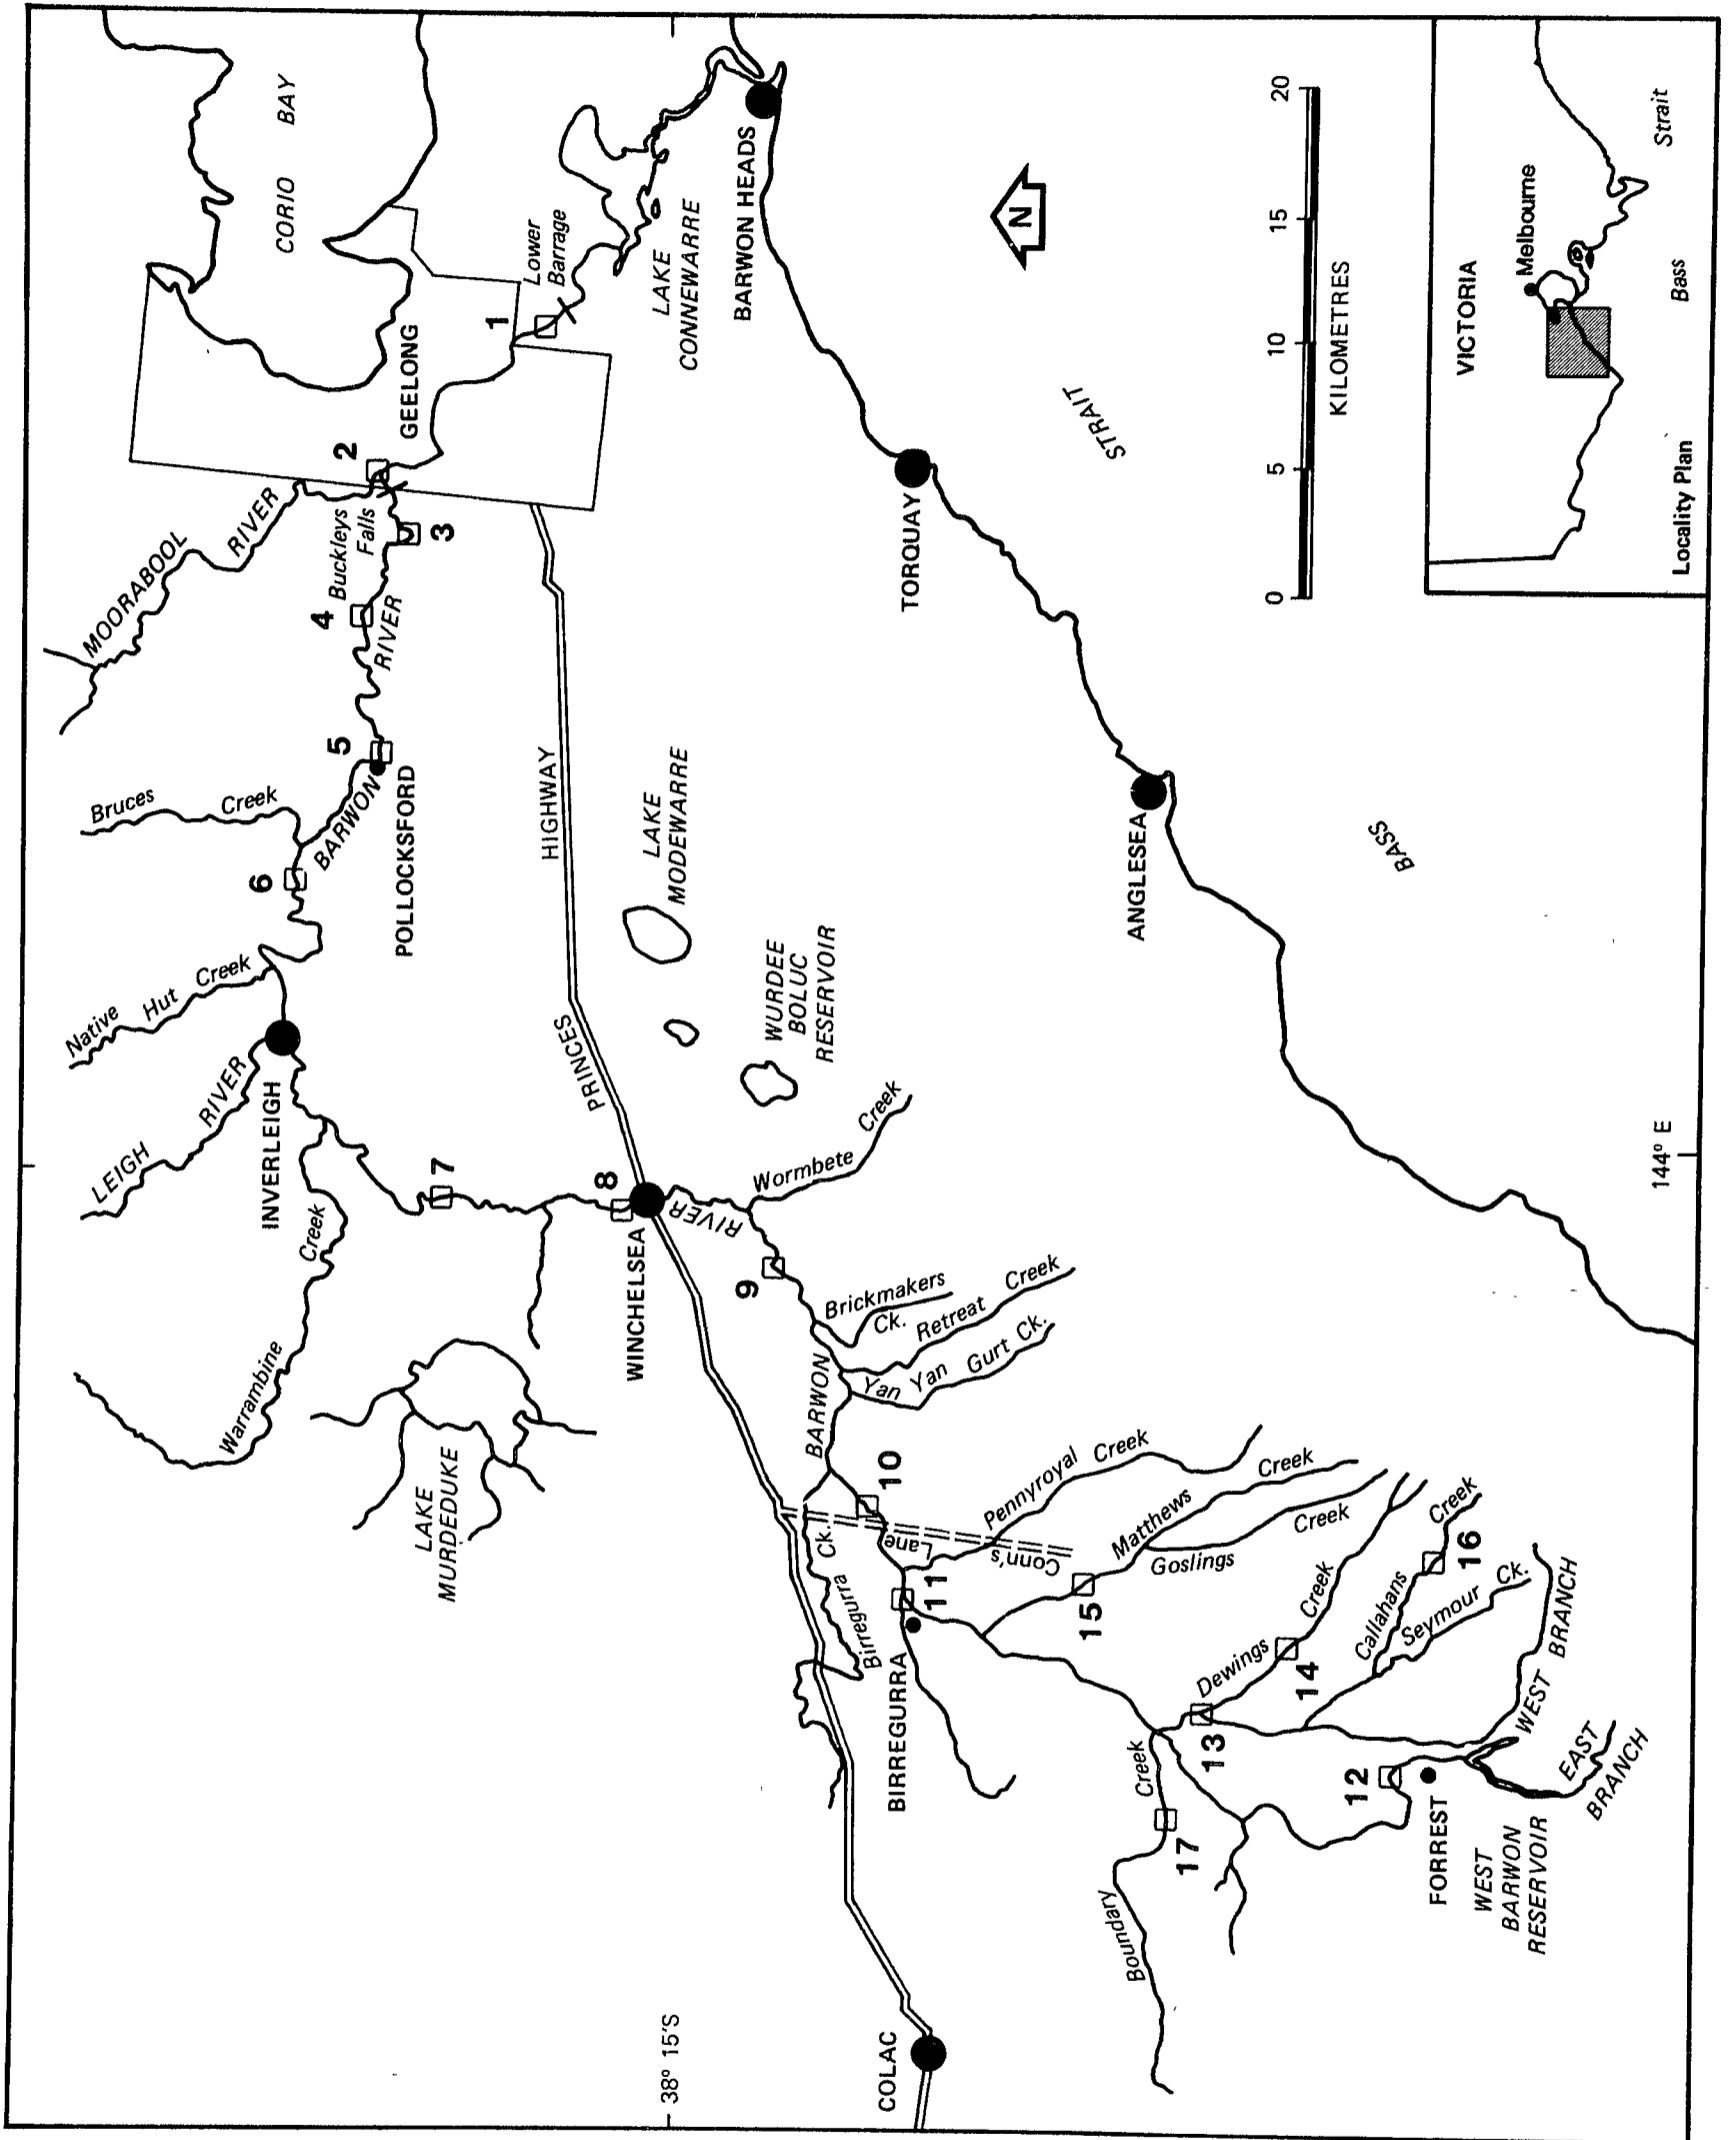 CORIO BAY
MOORABOOL
RIVER
GEELONG
1
Lower
Barrage
2
Buckleys
Falls
3
4
RIVER
5
BARWON
POLLOCKSFORD
Bruces
Creek
6
Native Hut Creek
LEIGH RIVER
INVERLEIGH
Warrambine Creek
7
8
WINCHELSEA
PRINCES
HIGHWAY
LAKE
CONNEWARRE
BARWON HEADS
TORQUAY
ANGLESEA
BASS
STRAIT
N
LAKE
MODEWARRE
WURDEE
BOLUC
RESERVOIR
RIVER
Wormbete Creek
9
Brickmakers
Ck.
Retreat Creek
Yan Yan Gurt Ck.
BARWON
10
LAKE
MURDEDUKE
Birregurra Ck.
Conn's Lane
Pennyroyal Creek
11
BIRREGURRA
Matthews Creek
15
Goslings Creek
Dewings Creek
14
13
Callahans Creek
16
Seymour Ck.
WEST BRANCH
EAST
BRANCH
12
FORREST
WEST
BARWON
RESERVOIR
Boundary Creek
17
COLAC
38° 15'S
144° E
0 5 10 15 20
KILOMETRES
VICTORIA
Melbourne
Bass Strait
Locality Plan